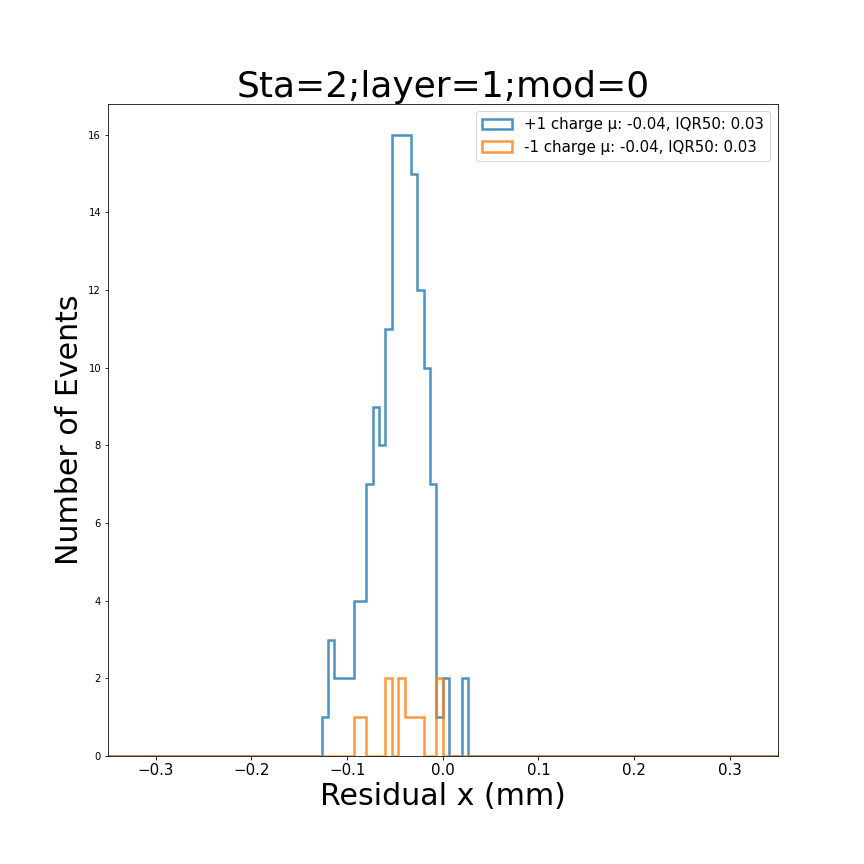 Sta=2;layer=1;mod=0
+1 charge μ: -0.04, IQR50: 0.03
-1 charge μ: -0.04, IQR50: 0.03
Number of Events
16
14
12
10
8
6
4
2
0
−0.3 −0.2 −0.1 0.0 0.1 0.2 0.3
Residual x (mm)